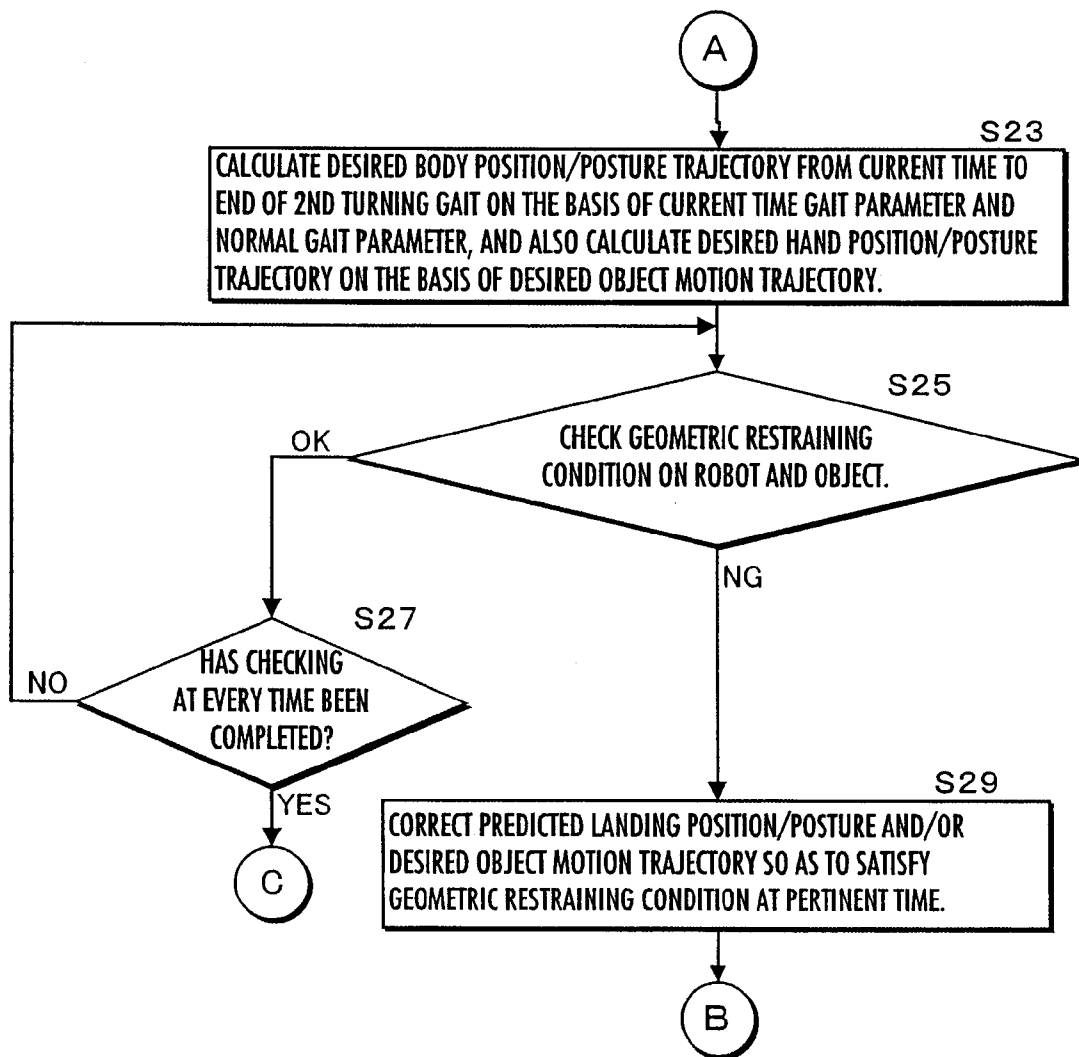 A
S23
CALCULATE DESIRED BODY POSITION/POSTURE TRAJECTORY FROM CURRENT TIME TO
END OF 2ND TURNING GAIT ON THE BASIS OF CURRENT TIME GAIT PARAMETER AND
NORMAL GAIT PARAMETER, AND ALSO CALCULATE DESIRED HAND POSITION/POSTURE
TRAJECTORY ON THE BASIS OF DESIRED OBJECT MOTION TRAJECTORY.
S25
CHECK GEOMETRIC RESTRAINING
CONDITION ON ROBOT AND OBJECT.
OK
NG
S27
HAS CHECKING
AT EVERY TIME BEEN
COMPLETED?
NO
YES
C
S29
CORRECT PREDICTED LANDING POSITION/POSTURE AND/OR
DESIRED OBJECT MOTION TRAJECTORY SO AS TO SATISFY
GEOMETRIC RESTRAINING CONDITION AT PERTINENT TIME.
B